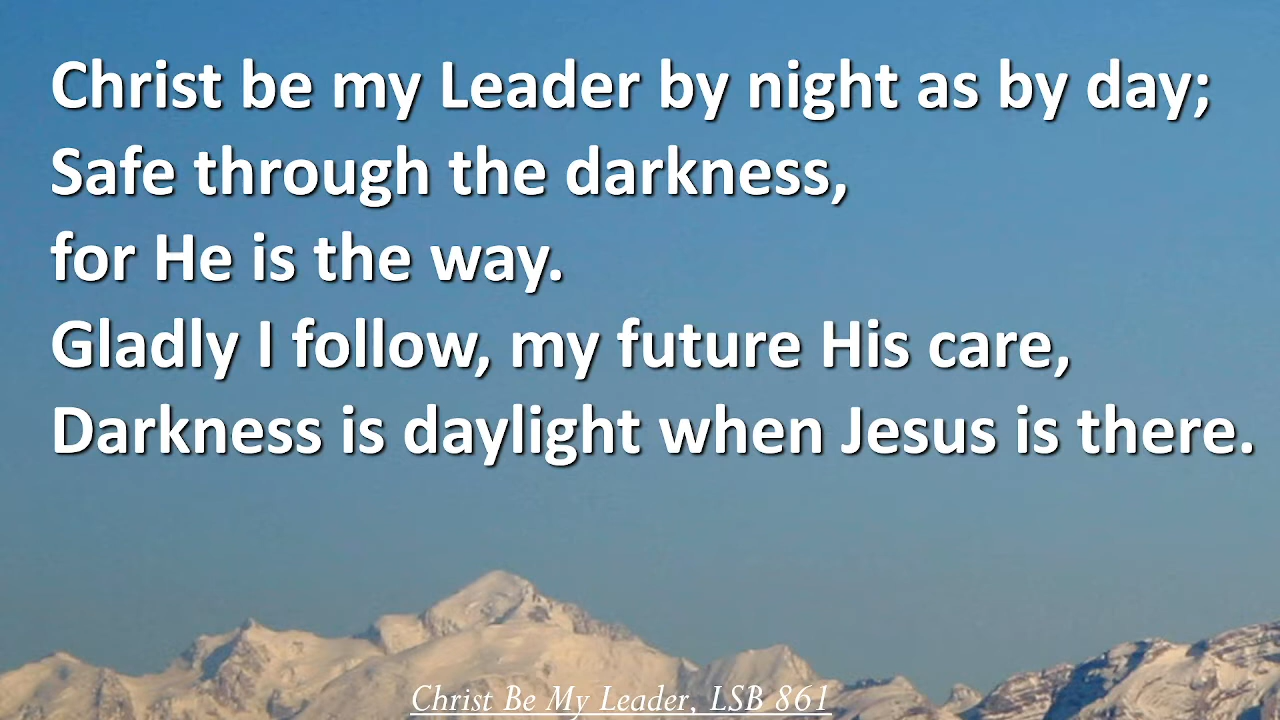 Christ be my Leader by night as by day;
Safe through the darkness,
for He is the way.
Gladly I follow, my future His care,
Darkness is daylight when Jesus is there.
Christ Be My Leader, LSB 861